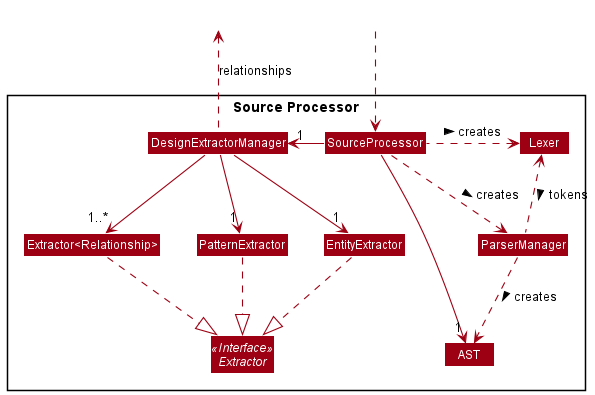 relationships
Source Processor
DesignExtractorManager
1
SourceProcessor
creates
Lexer
creates
tokens
1..*
1
1
Extractor<Relationship>
PatternExtractor
EntityExtractor
ParserManager
creates
1
«Interface»
Extractor
AST